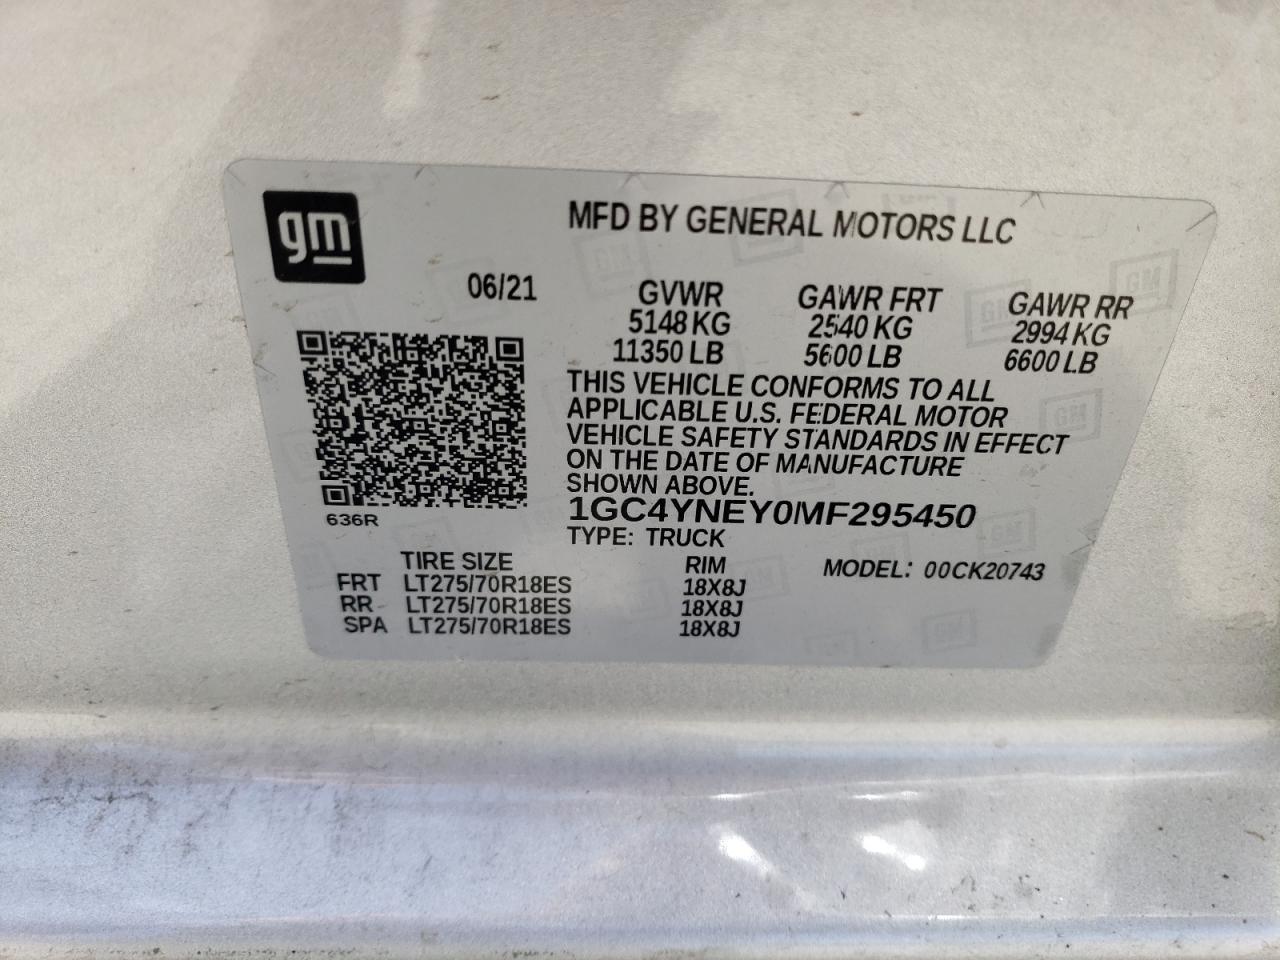 gm
MFD BY GENERAL MOTORS LLC
06/21
GVWR GAWR FRT GAWR RR
5148 KG 2540 KG 2994 KG
11350 LB 5600 LB 6600 LB
THIS VEHICLE CONFORMS TO ALL
APPLICABLE U.S. FEDERAL MOTOR
VEHICLE SAFETY STANDARDS IN EFFECT
ON THE DATE OF MANUFACTURE
SHOWN ABOVE.
636R
1GC4YNEY0MF295450
TYPE: TRUCK
TIRE SIZE RIM MODEL: 00CK20743
FRT LT275/70R18ES 18X8J
RR LT275/70R18ES 18X8J
SPA LT275/70R18ES 18X8J